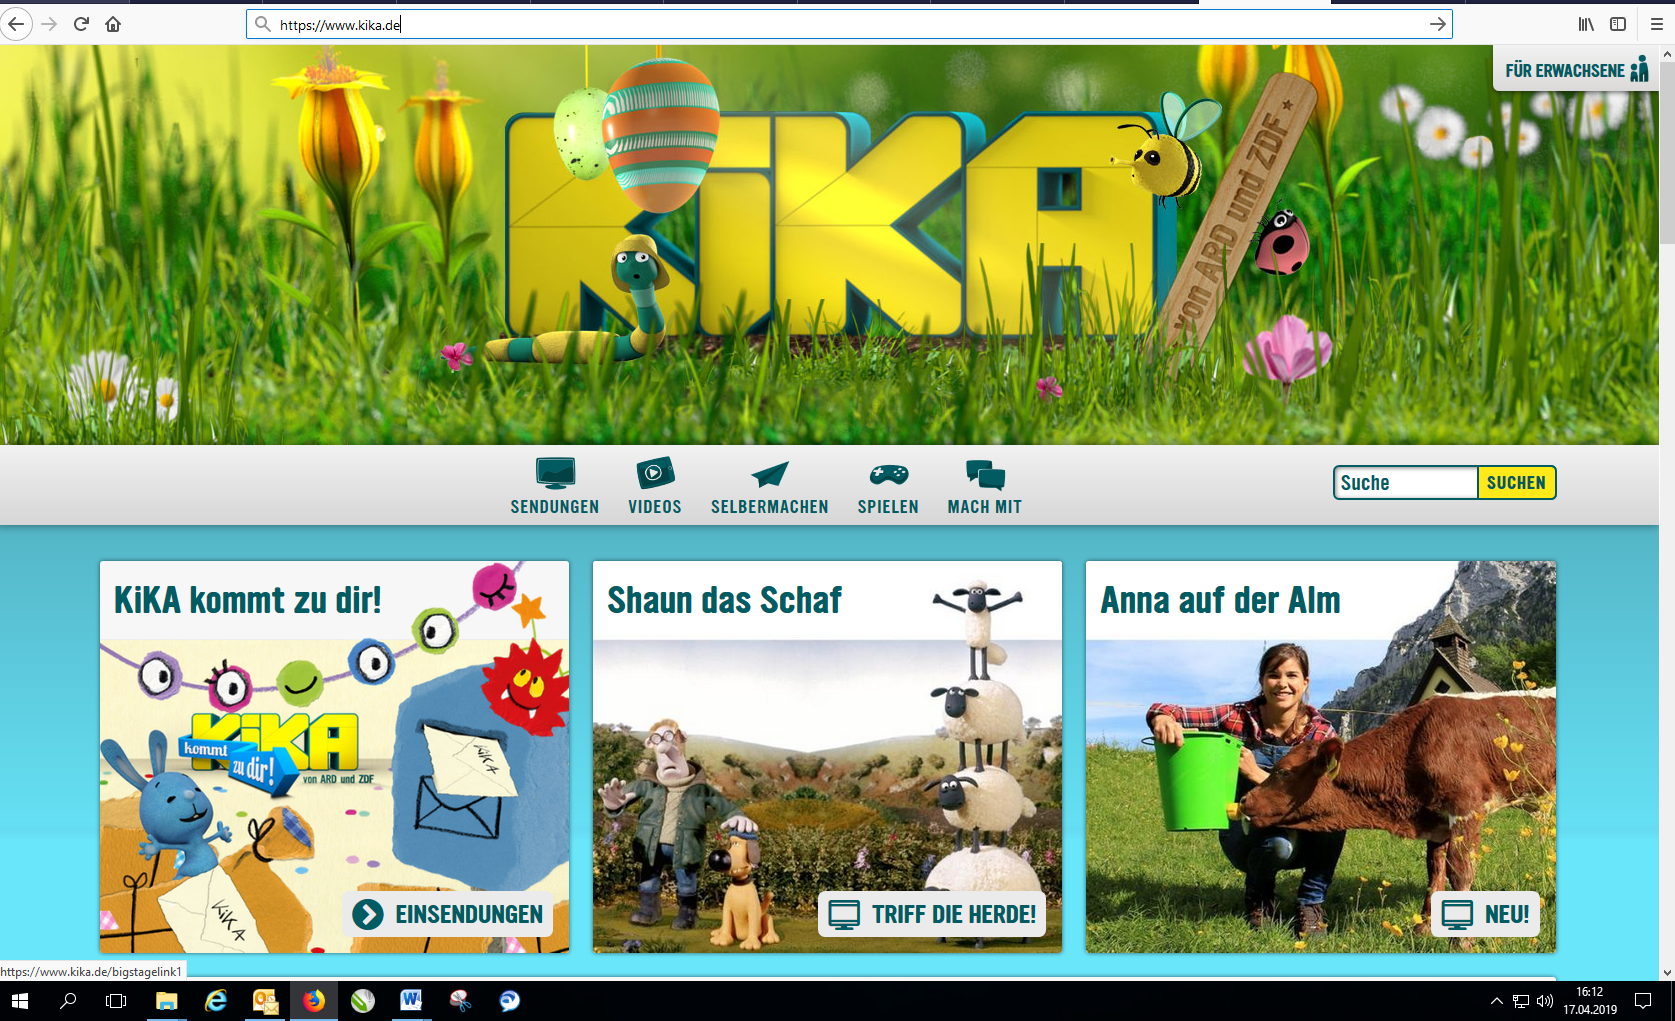 https://www.kika.de
FÜR ERWACHSENE
KiKA
von ARD und ZDF
SENDUNGEN
VIDEOS
SELBERMACHEN
SPIELEN
MACH MIT
Suche
SUCHEN
KiKA kommt zu dir!
KiKA
kommt
zu dir!
von ARD und ZDF
KiKA
KiKA
EINSENDUNGEN
Shaun das Schaf
TRIFF DIE HERDE!
Anna auf der Alm
NEU!
https://www.kika.de/bigstagelink1
16:12
17.04.2019